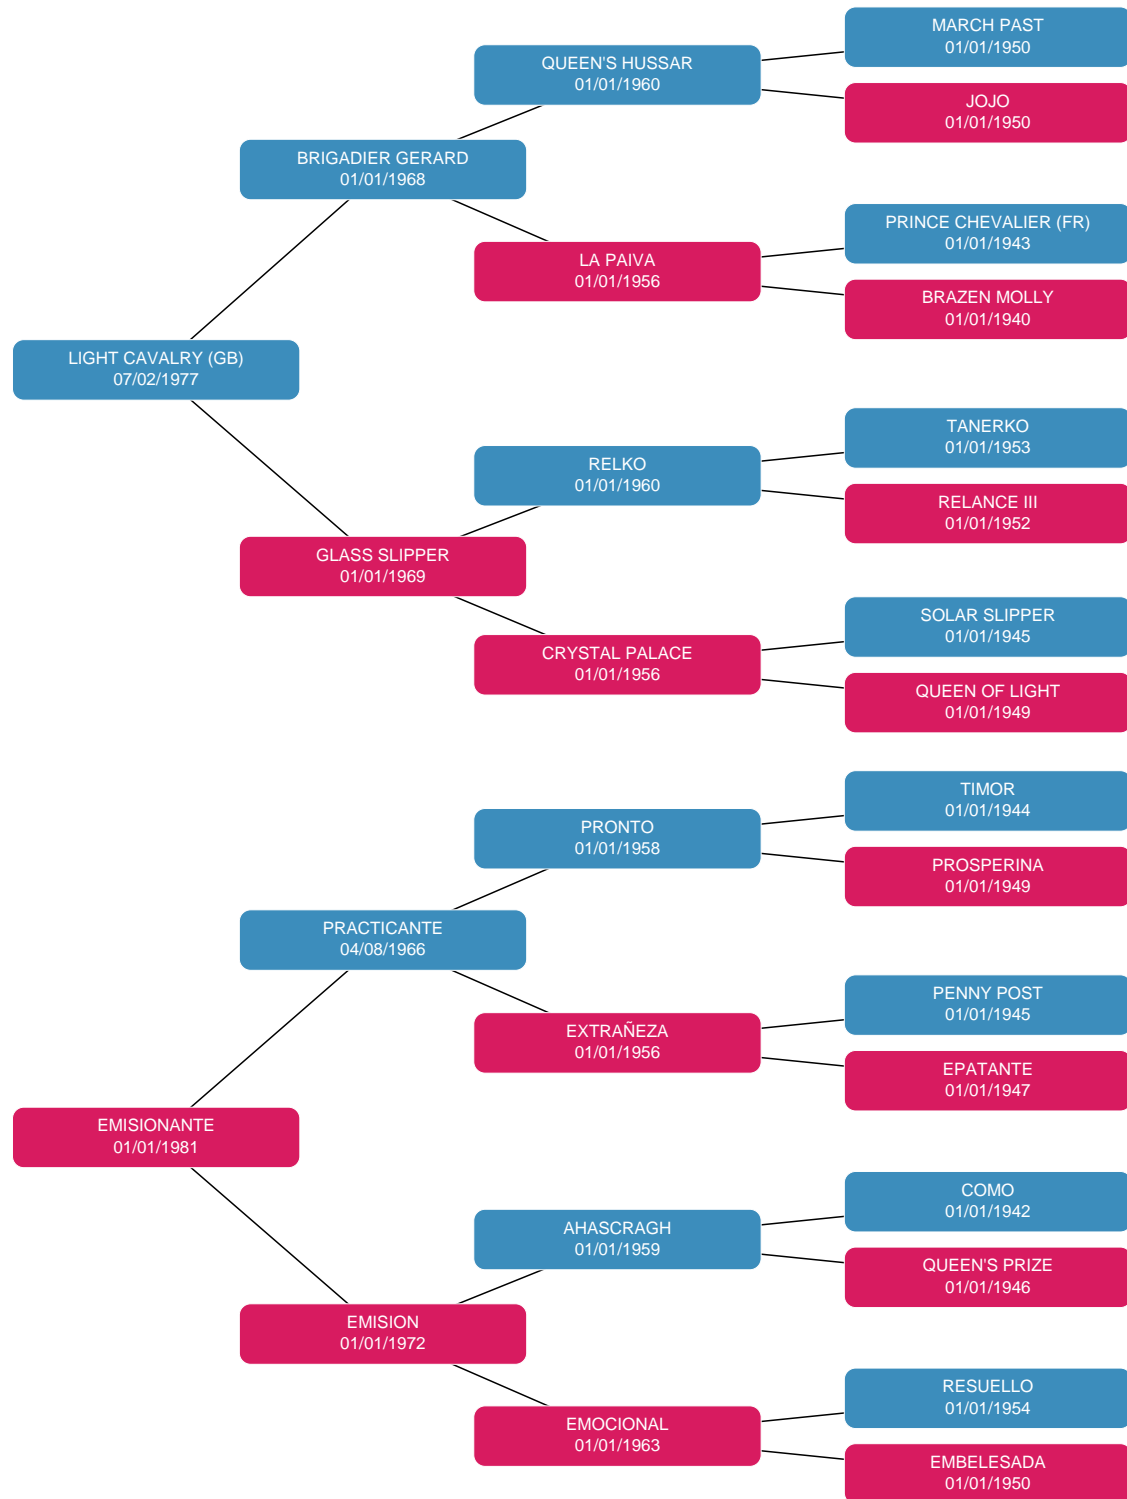 MARCH PAST
01/01/1950
QUEEN'S HUSSAR
01/01/1960
JOJO
01/01/1950
BRIGADIER GERARD
01/01/1968
PRINCE CHEVALIER (FR)
01/01/1943
LA PAIVA
01/01/1956
BRAZEN MOLLY
01/01/1940
LIGHT CAVALRY (GB)
07/02/1977
TANERKO
01/01/1953
RELKO
01/01/1960
RELANCE III
01/01/1952
GLASS SLIPPER
01/01/1969
SOLAR SLIPPER
01/01/1945
CRYSTAL PALACE
01/01/1956
QUEEN OF LIGHT
01/01/1949
TIMOR
01/01/1944
PRONTO
01/01/1958
PROSPERINA
01/01/1949
PRACTICANTE
04/08/1966
PENNY POST
01/01/1945
EXTRAÑEZA
01/01/1956
EPATANTE
01/01/1947
EMISIONANTE
01/01/1981
COMO
01/01/1942
AHASCRAGH
01/01/1959
QUEEN'S PRIZE
01/01/1946
EMISION
01/01/1972
RESUELLO
01/01/1954
EMOCIONAL
01/01/1963
EMBELESADA
01/01/1950